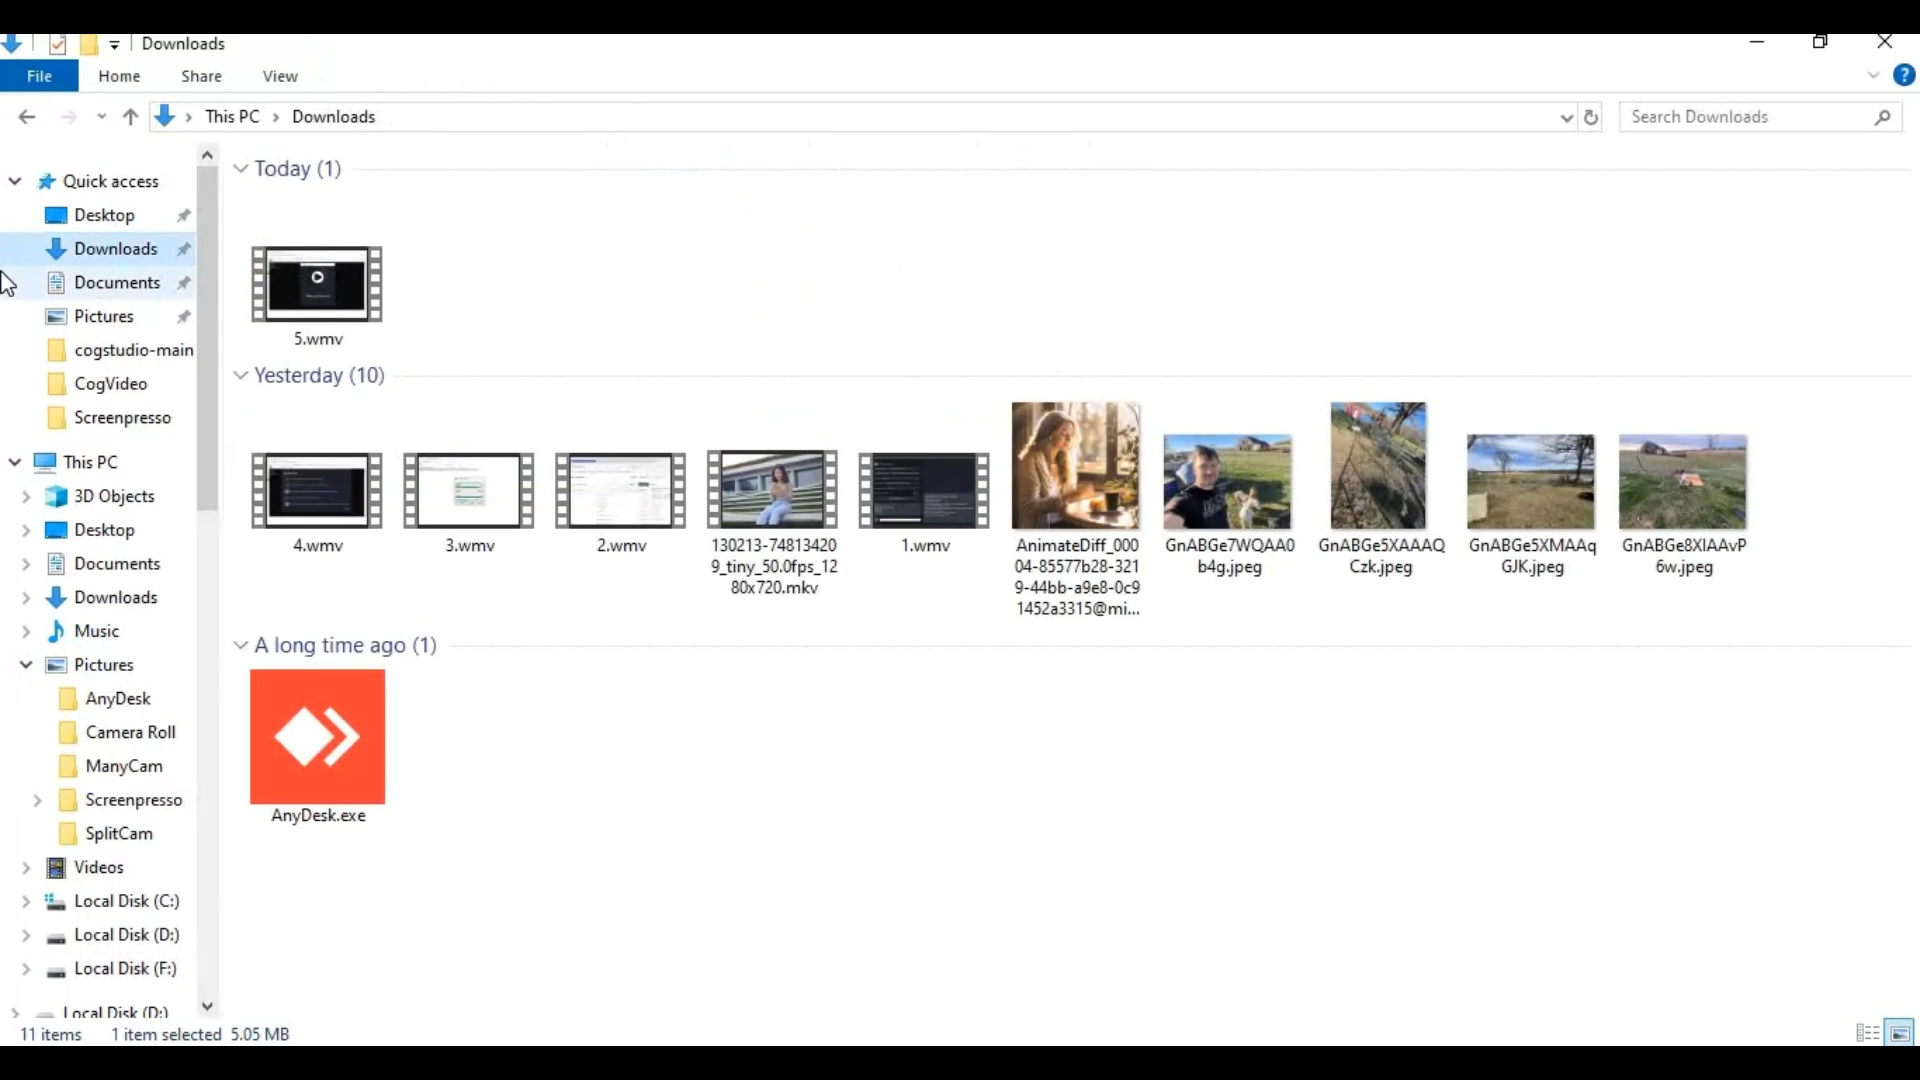 Downloads
File Home Share View
This PC Downloads Search Downloads
Quick access
Desktop
Downloads
Documents
Pictures
cogstudio-main
CogVideo
Screenpresso
This PC
3D Objects
Desktop
Documents
Downloads
Music
Pictures
AnyDesk
Camera Roll
ManyCam
Screenpresso
SplitCam
Videos
Local Disk (C:)
Local Disk (D:)
Local Disk (F:)
Local Disk (D:)
Today (1)
5.wmv
Yesterday (10)
4.wmv
3.wmv
2.wmv
130213-74813420
9_tiny_50.0fps_12
80x720.mkv
1.wmv
AnimateDiff_000
04-85577b28-321
9-44bb-a9e8-0c9
1452a3315@mi...
GnABGe7WQAA0
b4g.jpeg
GnABGe5XAAAQ
Czk.jpeg
GnABGe5XMAAq
GJK.jpeg
GnABGe8XIAAvP
6w.jpeg
A long time ago (1)
AnyDesk.exe
11 items 1 item selected 5.05 MB